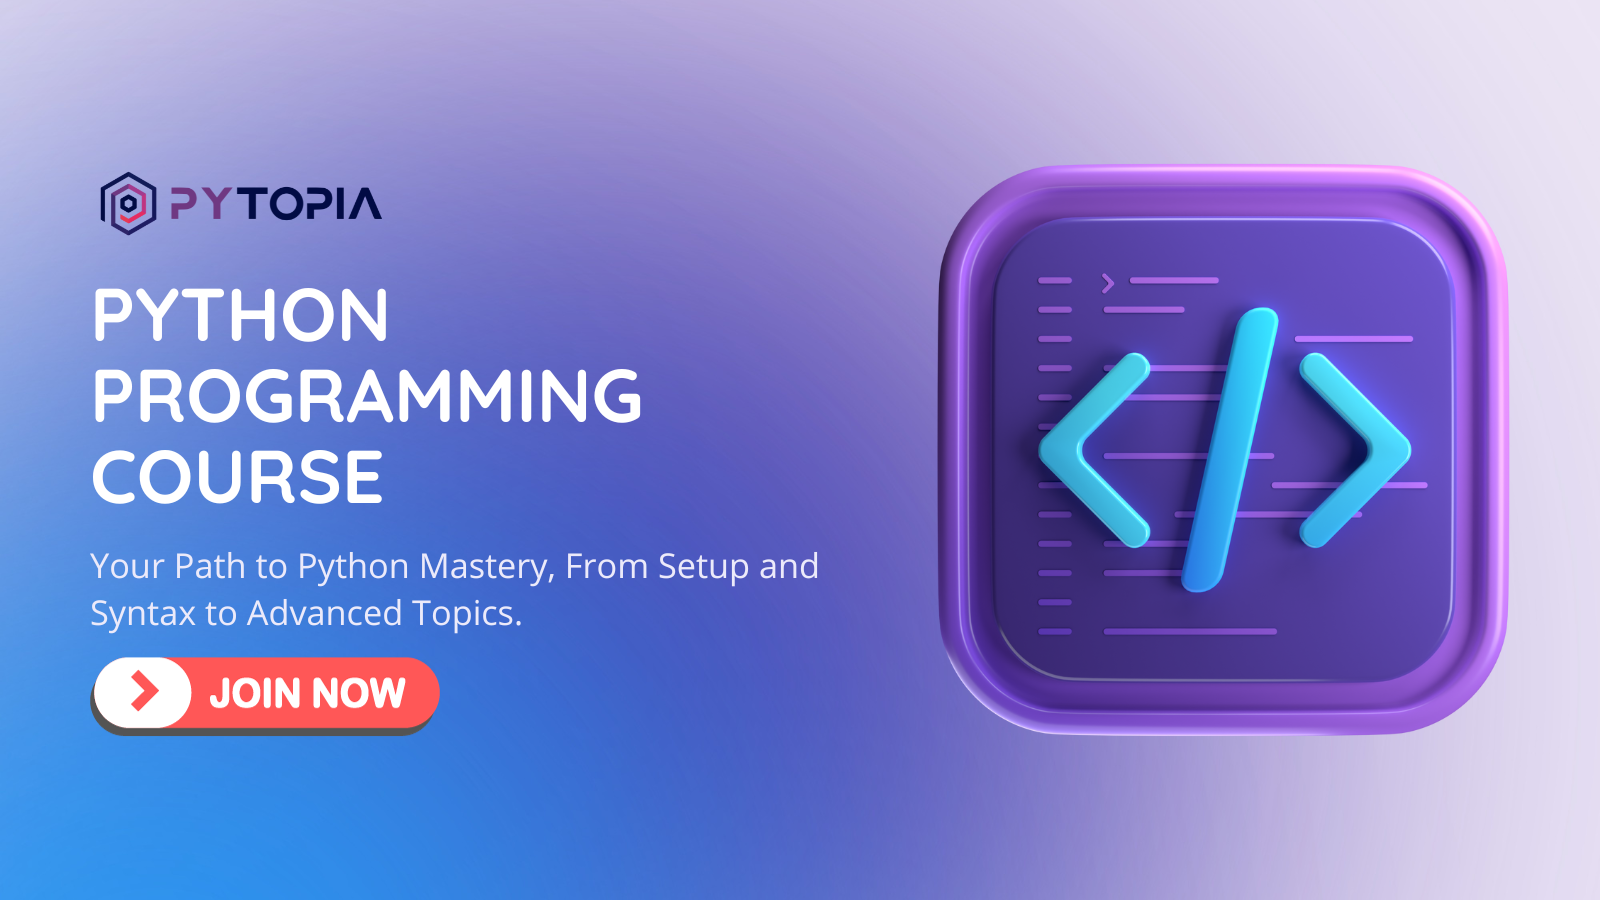 PYTOPIA
PYTHON
PROGRAMMING
COURSE
Your Path to Python Mastery, From Setup and
Syntax to Advanced Topics.
JOIN NOW